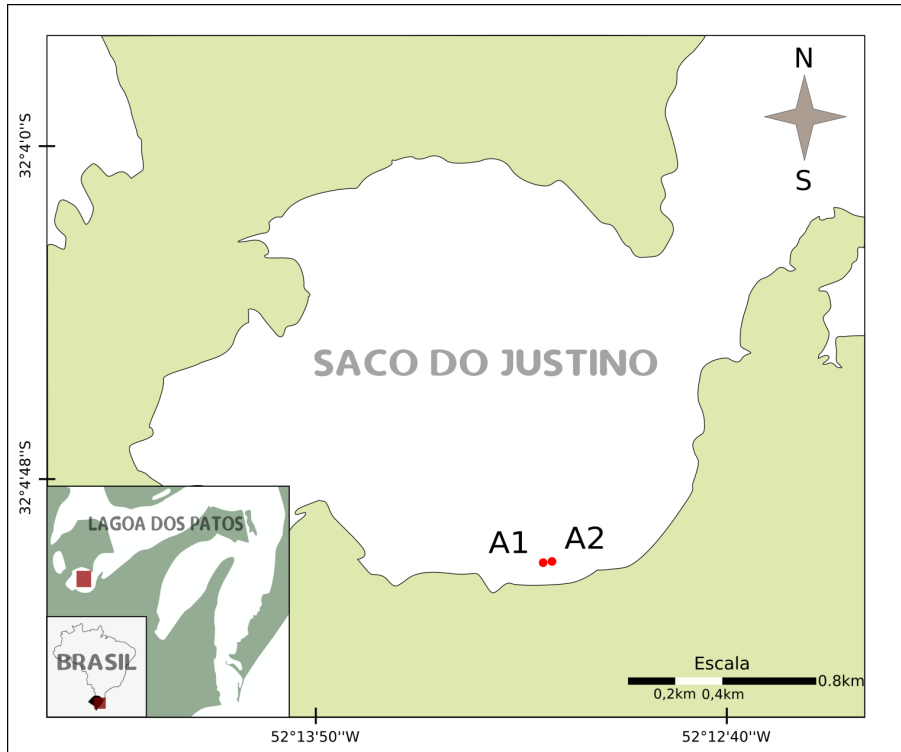 N
S
32°4'0''S
SACO DO JUSTINO
32°4'48''S
A1 A2
LAGOA DOS PATOS
BRASIL
Escala
0,2km 0,4km 0.8km
52°13'50''W 52°12'40''W